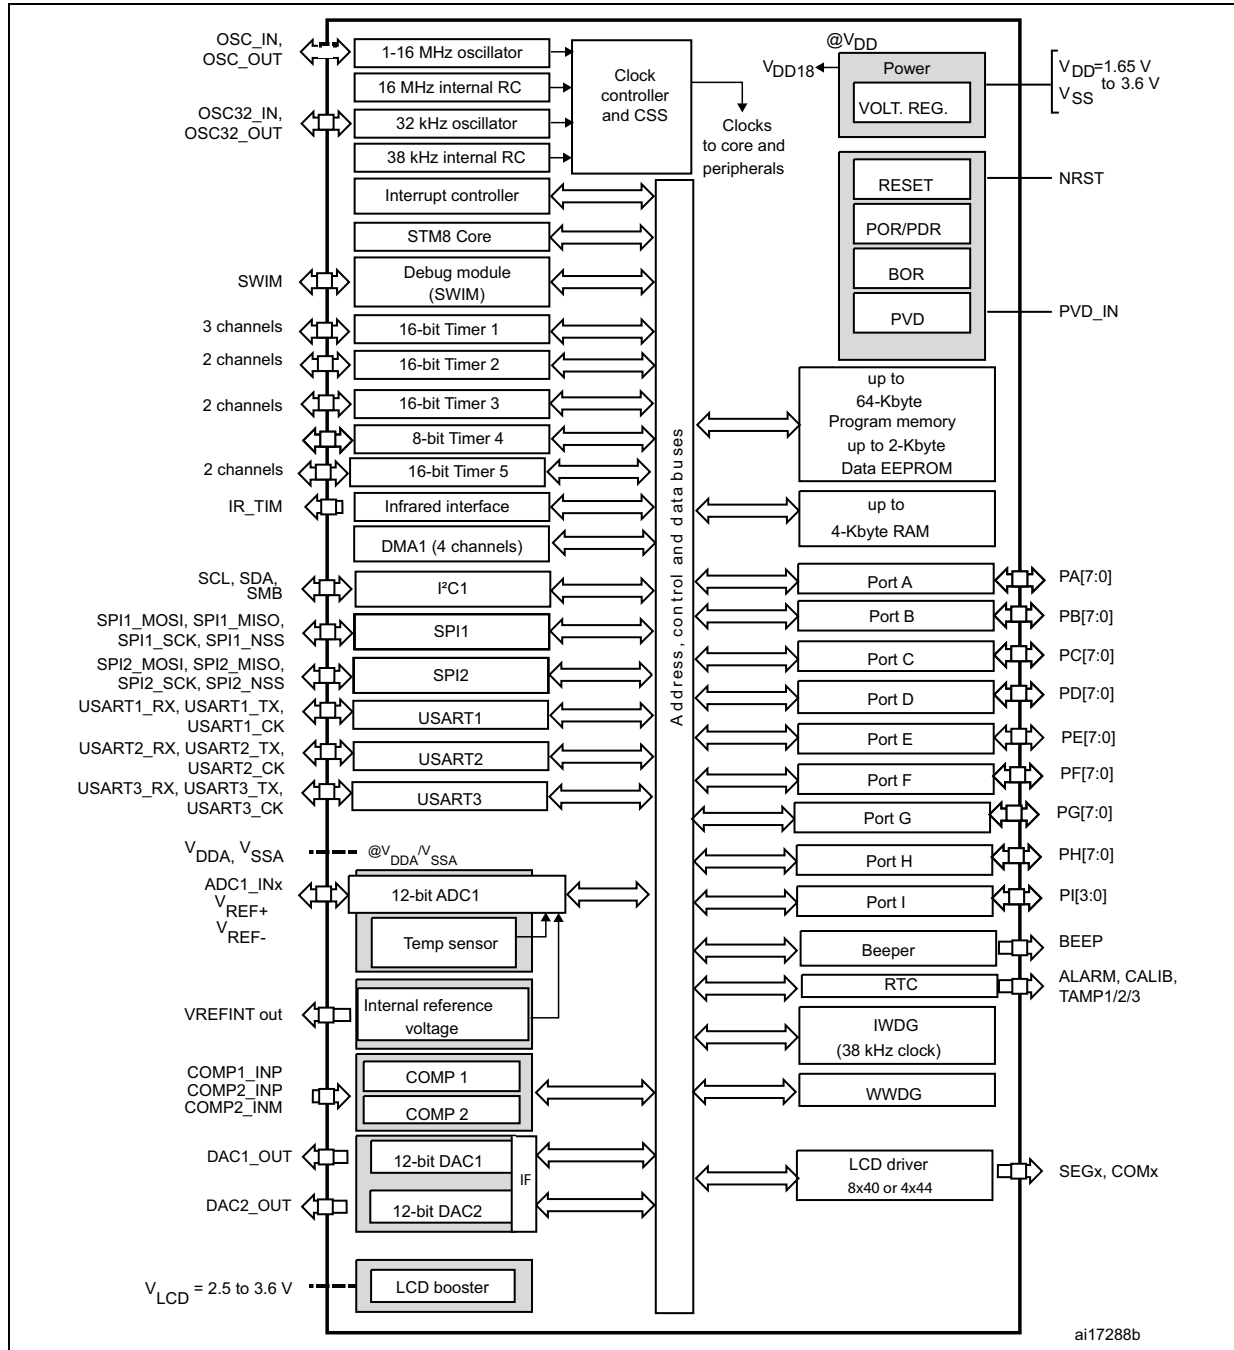 OSC_IN,
OSC_OUT
1-16 MHz oscillator
16 MHz internal RC
OSC32_IN,
OSC32_OUT
32 kHz oscillator
38 kHz internal RC
Clock
controller
and CSS
Clocks
to core and
peripherals
@VDD
VDD18
Power
VOLT. REG.
VDD=1.65 V
to 3.6 V
VSS
Interrupt controller
STM8 Core
SWIM
Debug module
(SWIM)
3 channels
16-bit Timer 1
2 channels
16-bit Timer 2
2 channels
16-bit Timer 3
8-bit Timer 4
2 channels
16-bit Timer 5
IR_TIM
Infrared interface
DMA1 (4 channels)
SCL, SDA,
SMB
I²C1
SPI1_MOSI, SPI1_MISO,
SPI1_SCK, SPI1_NSS
SPI1
SPI2_MOSI, SPI2_MISO,
SPI2_SCK, SPI2_NSS
SPI2
USART1_RX, USART1_TX,
USART1_CK
USART1
USART2_RX, USART2_TX,
USART2_CK
USART2
USART3_RX, USART3_TX,
USART3_CK
USART3
VDDA, VSSA
@VDDA/VSSA
ADC1_INx
VREF+
VREF-
12-bit ADC1
Temp sensor
VREFINT out
Internal reference
voltage
COMP1_INP
COMP2_INP
COMP2_INM
COMP 1
COMP 2
DAC1_OUT
12-bit DAC1
IF
DAC2_OUT
12-bit DAC2
VLCD = 2.5 to 3.6 V
LCD booster
Address, control and data buses
RESET
NRST
POR/PDR
BOR
PVD
PVD_IN
up to
64-Kbyte
Program memory
up to 2-Kbyte
Data EEPROM
up to
4-Kbyte RAM
Port A
PA[7:0]
Port B
PB[7:0]
Port C
PC[7:0]
Port D
PD[7:0]
Port E
PE[7:0]
Port F
PF[7:0]
Port G
PG[7:0]
Port H
PH[7:0]
Port I
PI[3:0]
Beeper
BEEP
RTC
ALARM, CALIB,
TAMP1/2/3
IWDG
(38 kHz clock)
WWDG
LCD driver
8x40 or 4x44
SEGx, COMx
ai17288b